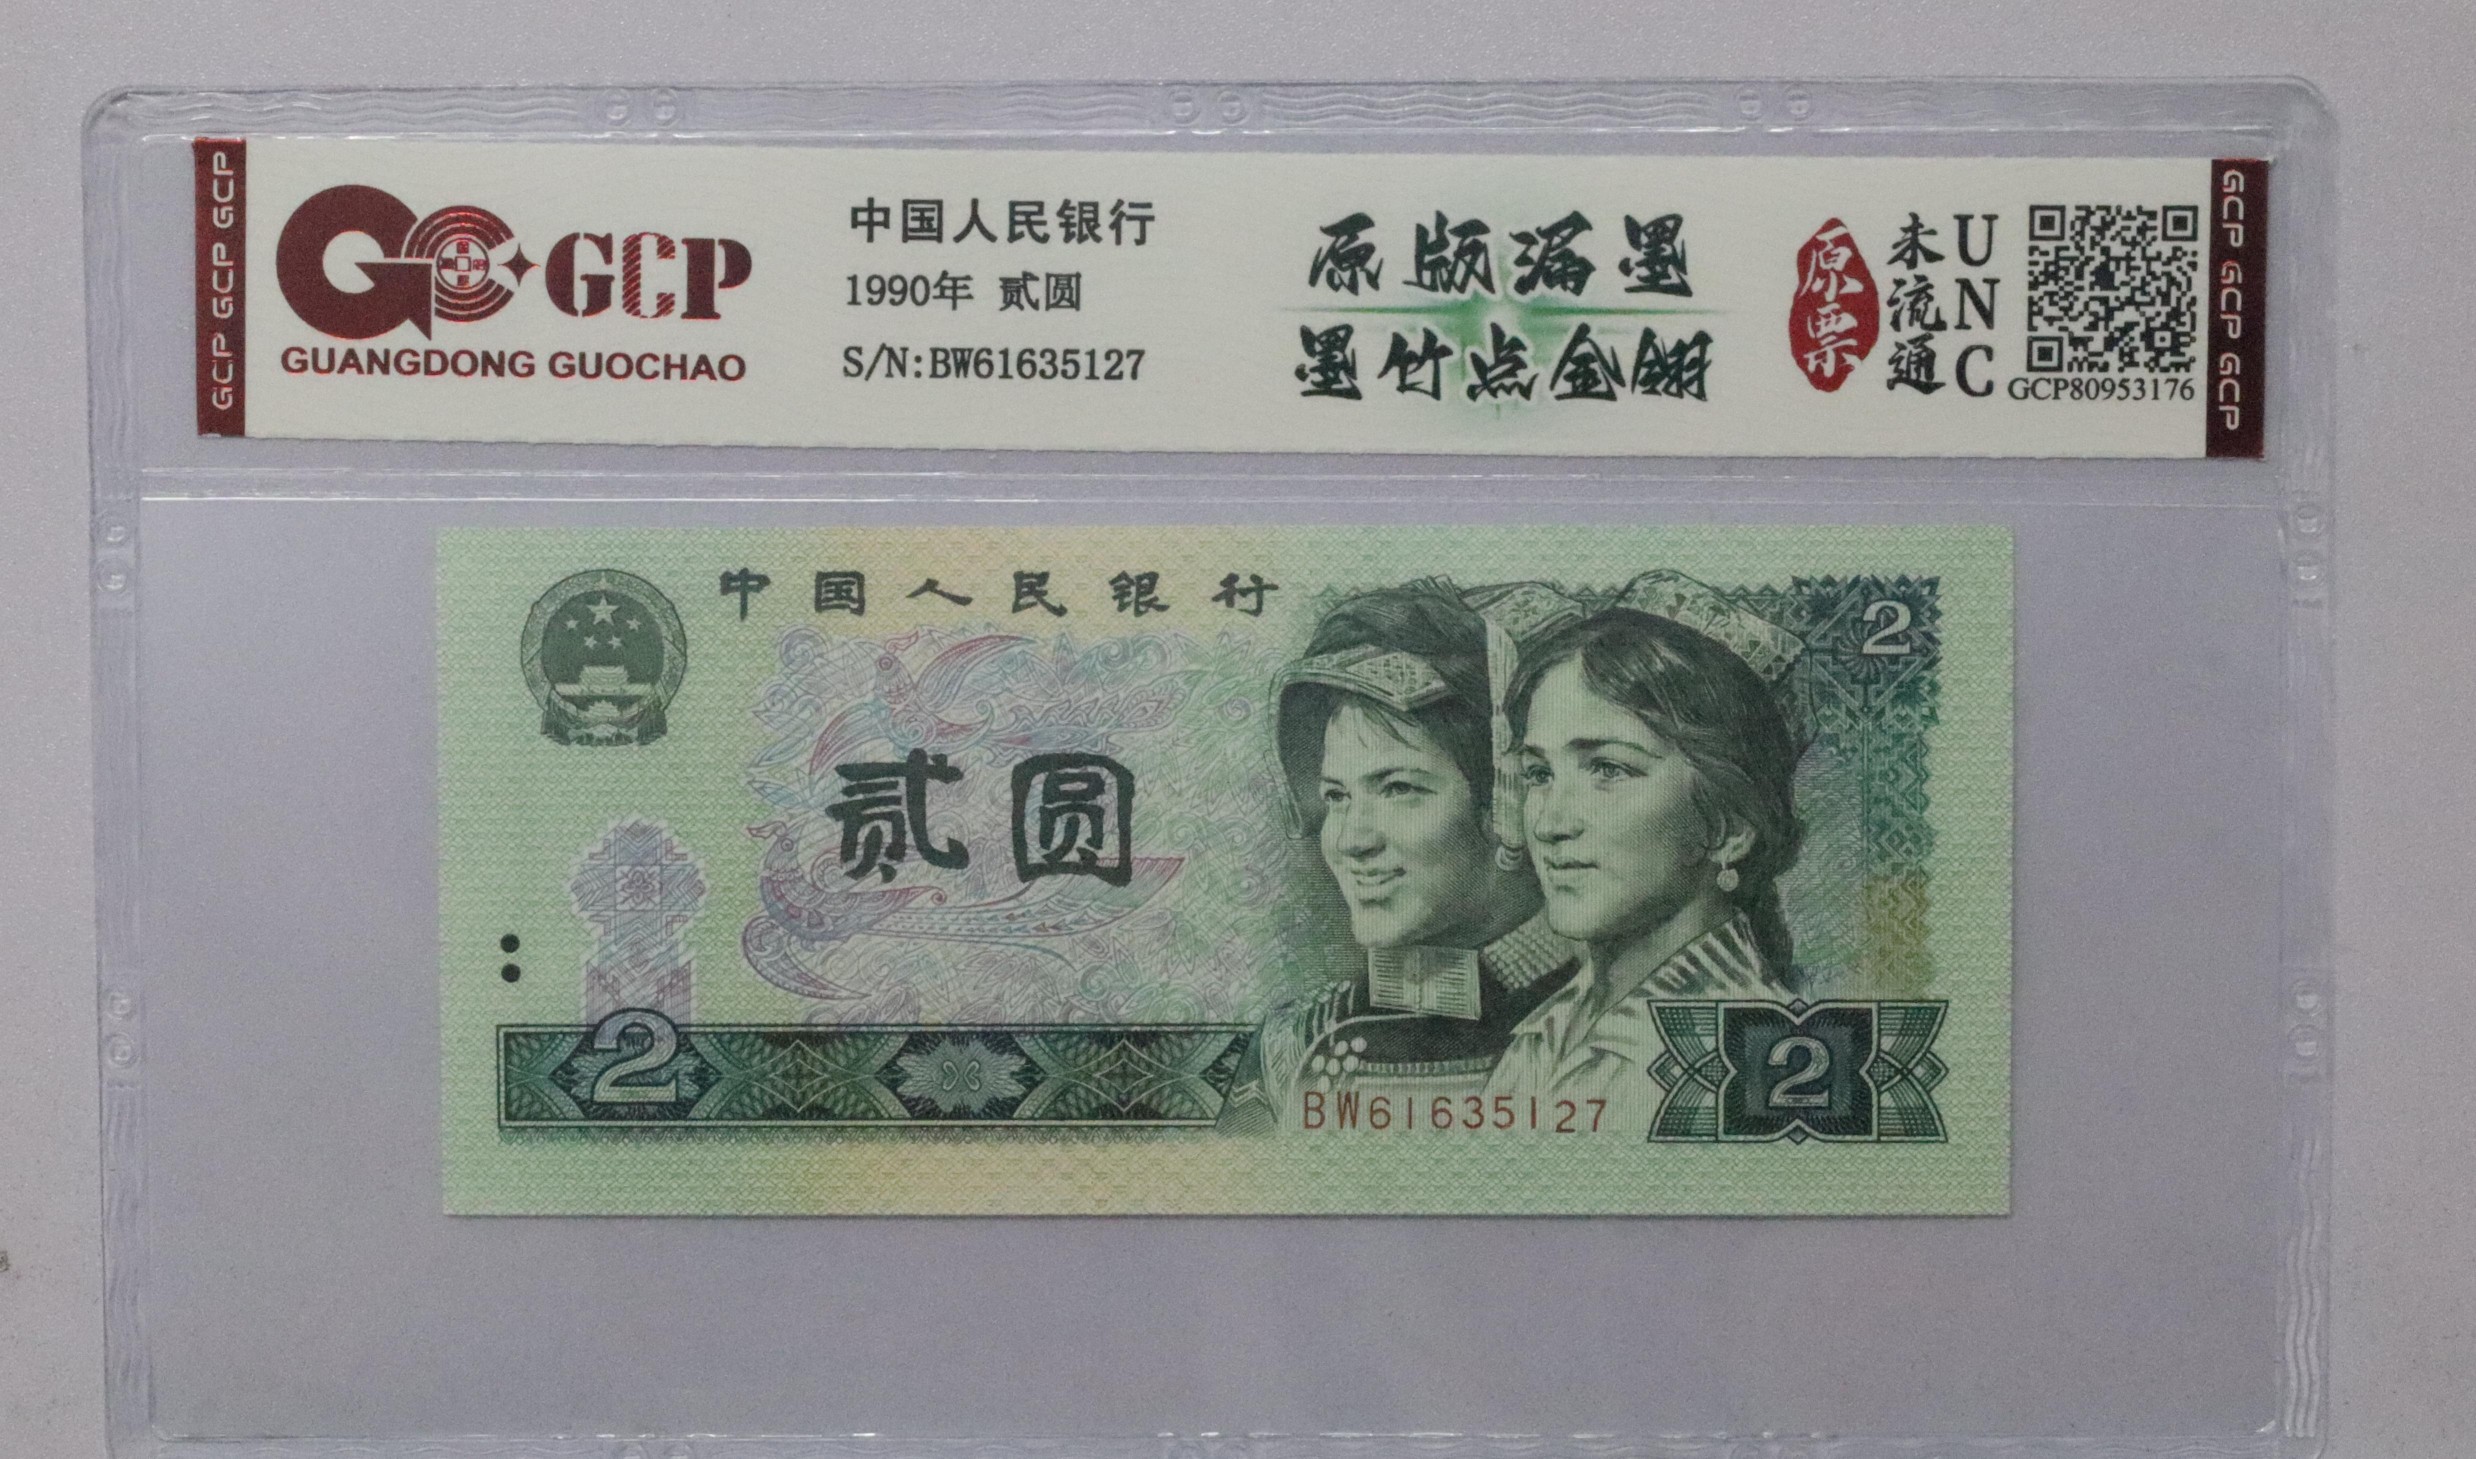 GCP GCP GCP
GCP
GUANGDONG GUOCHAO
中国人民银行
1990年 贰圆
S/N:BW61635127
原版漏墨
墨竹点金翎
原票
未流通
UNC
GCP80953176
GCP GCP GCP
中国人民银行
2
贰圆
2
BW61635127
2